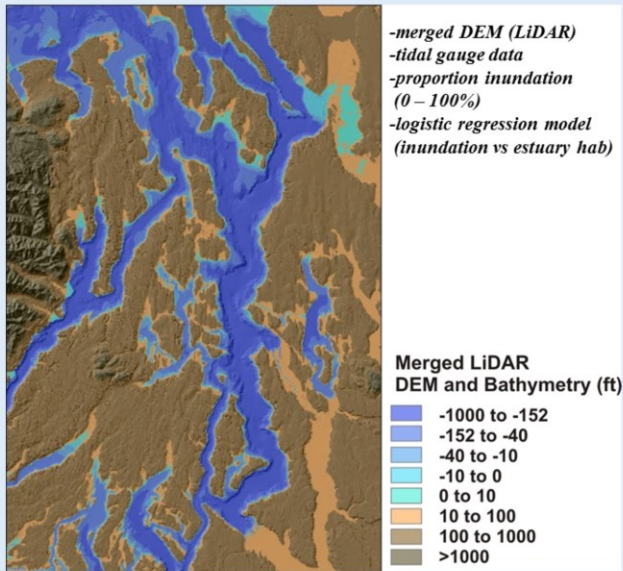 -merged DEM (LiDAR)
-tidal gauge data
-proportion inundation
(0 – 100%)
-logistic regression model
(inundation vs estuary hab)
Merged LiDAR
DEM and Bathymetry (ft)
-1000 to -152
-152 to -40
-40 to -10
-10 to 0
0 to 10
10 to 100
100 to 1000
>1000